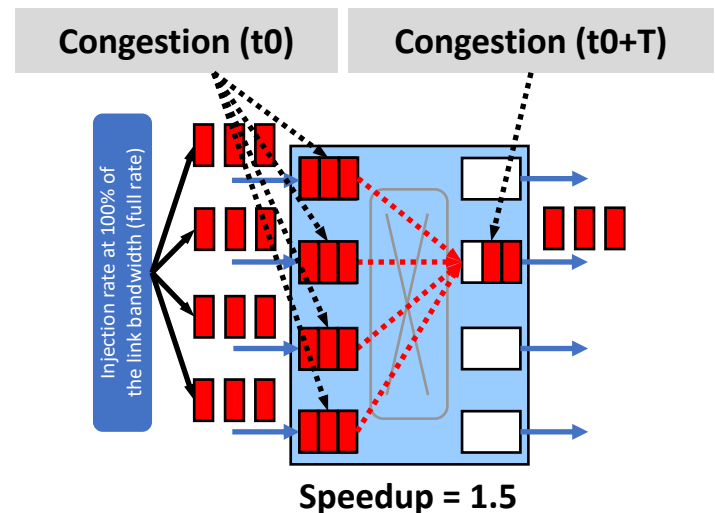 Congestion (t0)
Congestion (t0+T)
Injection rate at 100% of
the link bandwidth (full rate)
Speedup = 1.5